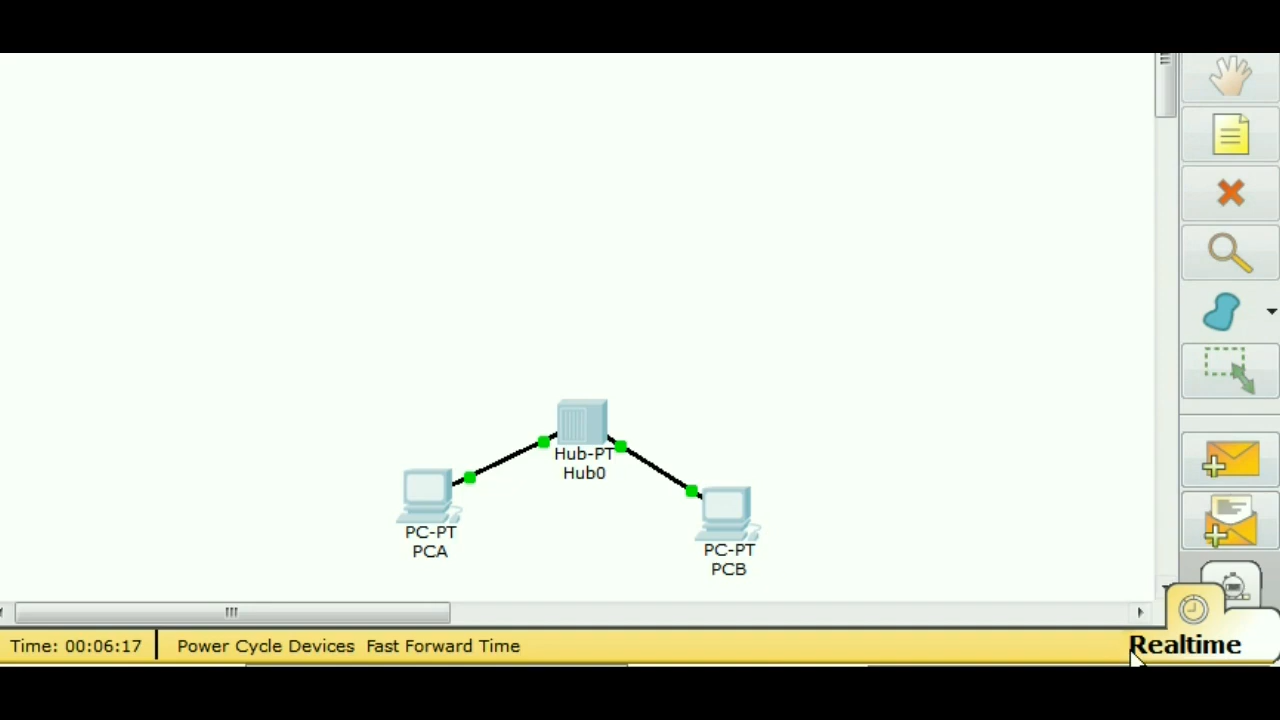 Hub-PT
Hub0
PC-PT
PCA
PC-PT
PCB
Time: 00:06:17 Power Cycle Devices Fast Forward Time
Realtime